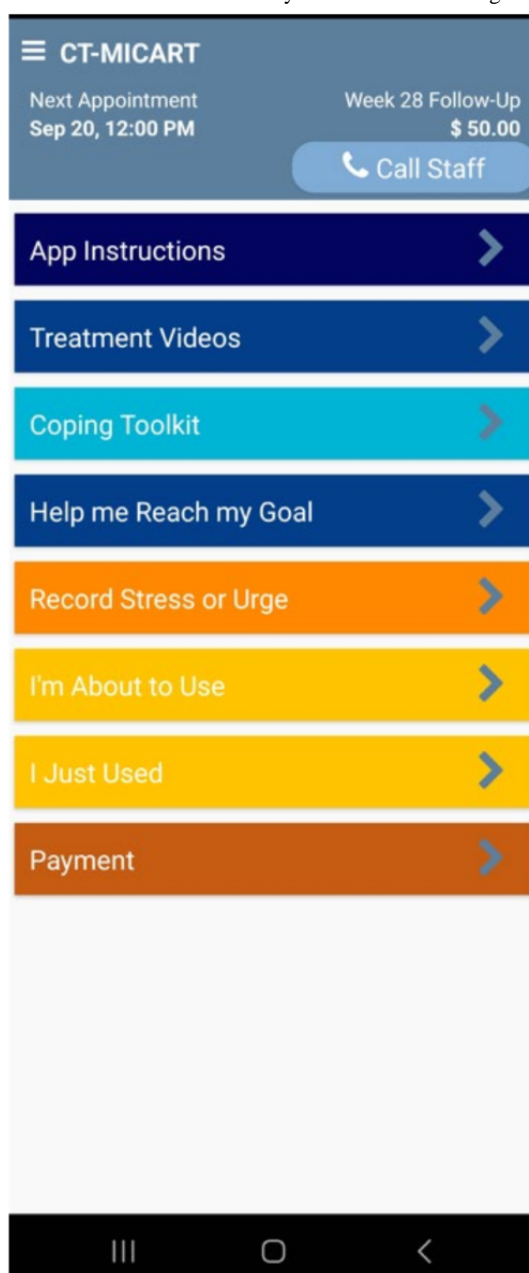 CT-MICART
Next Appointment
Week 28 Follow-Up
Sep 20, 12:00 PM
$ 50.00
Call Staff
App Instructions
Treatment Videos
Coping Toolkit
Help me Reach my Goal
Record Stress or Urge
I'm About to Use
I Just Used
Payment